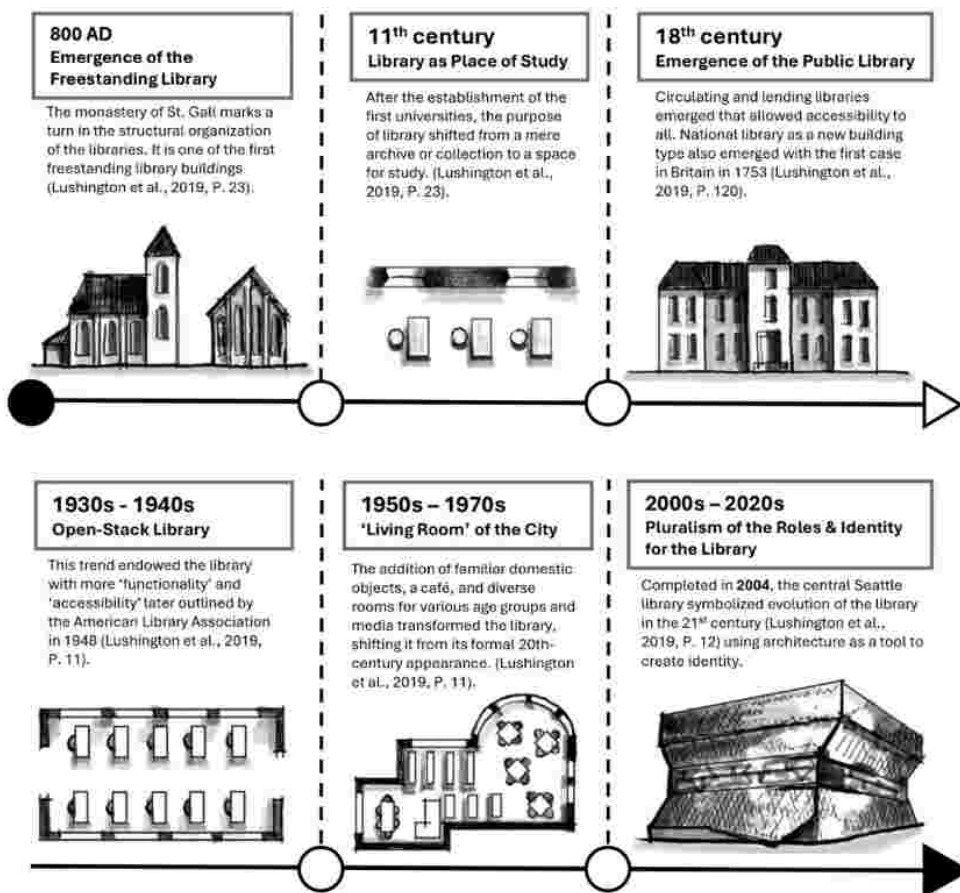 800 AD
Emergence of the
Freestanding Library
The monastery of St. Gall marks a
turn in the structural organization
of the libraries. It is one of the first
freestanding library buildings
(Lushington et al., 2019, P. 23).
11th century
Library as Place of Study
After the establishment of the
first universities, the purpose
of library shifted from a mere
archive or collection to a space
for study. (Lushington et al.,
2019, P. 23).
18th century
Emergence of the Public Library
Circulating and lending libraries
emerged that allowed accessibility to
all. National library as a new building
type also emerged with the first case
in Britain in 1753 (Lushington et al.,
2019, P. 120).
1930s - 1940s
Open-Stack Library
This trend endowed the library
with more ‘functionality’ and
‘accessibility’ later outlined by
the American Library Association
in 1948 (Lushington et al., 2019,
P. 11).
1950s – 1970s
‘Living Room’ of the City
The addition of familiar domestic
objects, a café, and diverse
rooms for various age groups and
media transformed the library,
shifting it from its formal 20th-
century appearance. (Lushington
et al., 2019, P. 11).
2000s – 2020s
Pluralism of the Roles & Identity
for the Library
Completed in 2004, the central Seattle
library symbolized evolution of the library
in the 21st century (Lushington et al.,
2019, P. 12) using architecture as a tool to
create identity.